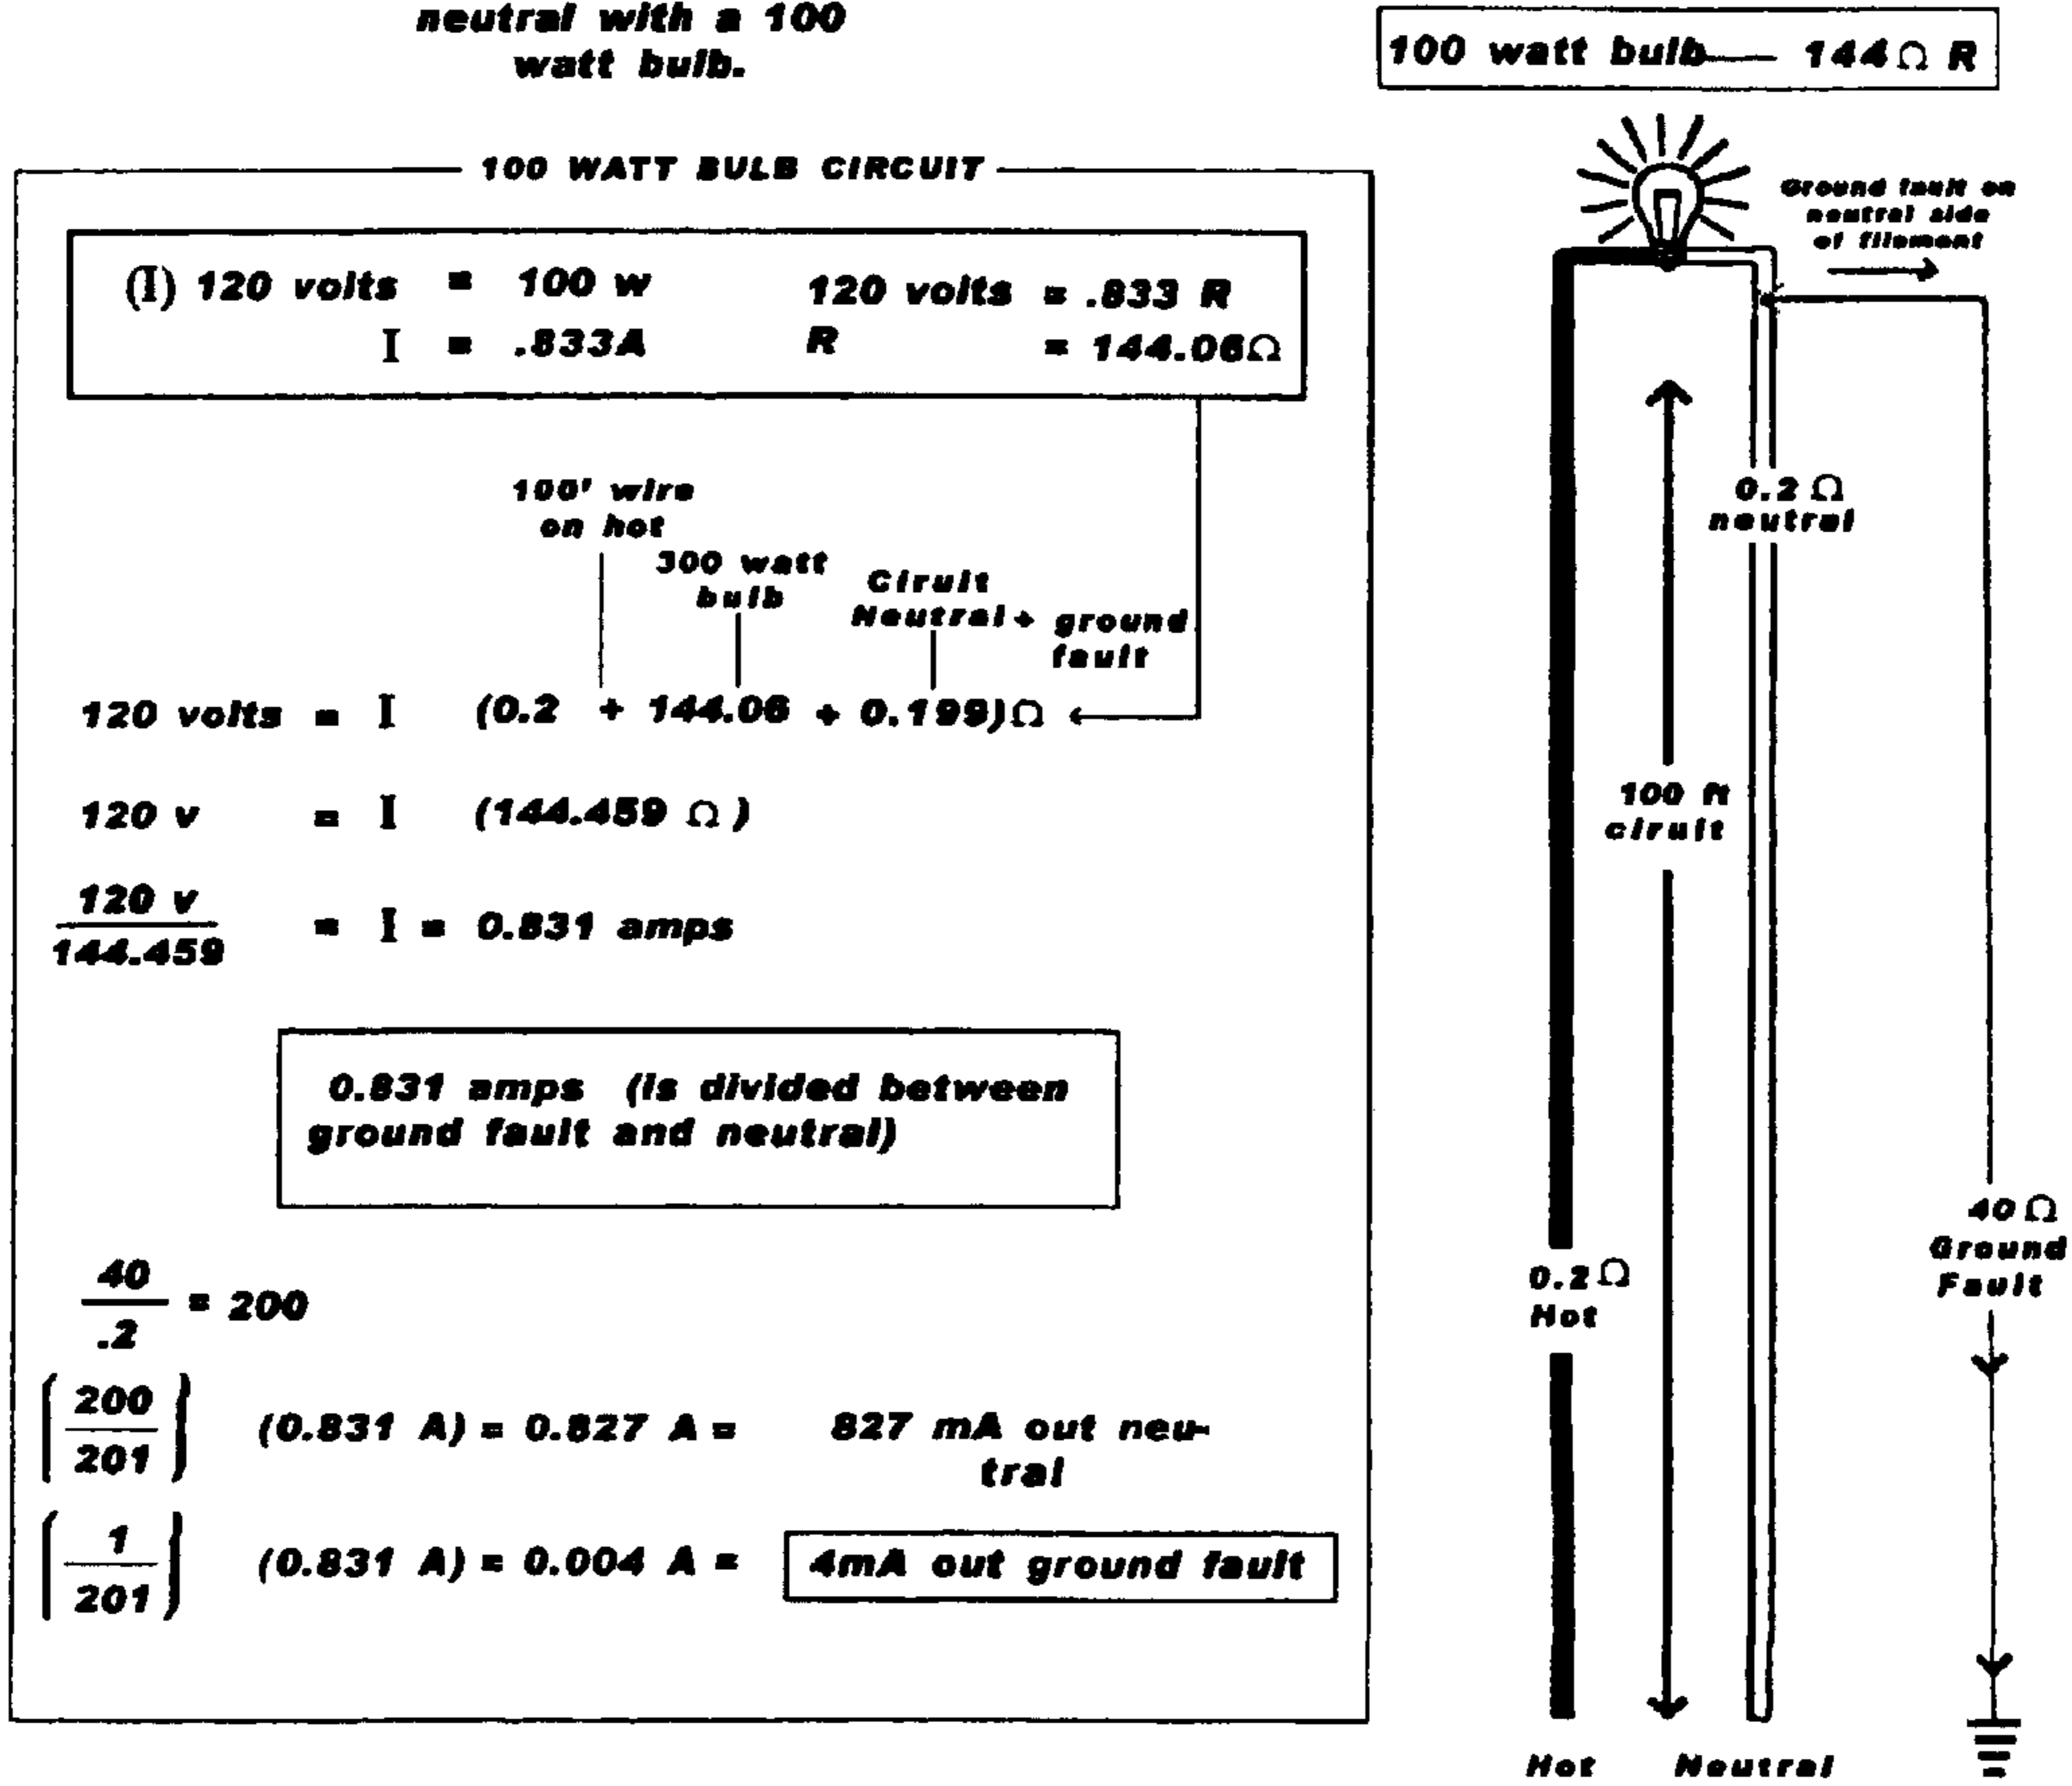 neutral with a 100
watt bulb.
100 watt bulb — 144Ω R
100 WATT BULB CIRCUIT
(I) 120 volts = 100 w
I = .833A
120 volts = .833 R
R = 144.06Ω
100' wire
on hot
300 watt
bulb
Ciruit
Neutral + ground
fault
120 volts = I (0.2 + 144.06 + 0.199)Ω
120 v = I (144.459 Ω)
120 v
144.459
= I = 0.831 amps
0.831 amps (is divided between
ground fault and neutral)
40
.2
= 200
200
201
(0.831 A) = 0.827 A = 827 mA out neu-
tral
1
201
(0.831 A) = 0.004 A = 4mA out ground fault
Ground fault on
neutral side
of filament
0.2 Ω
neutral
100 ft
ciruit
0.2 Ω
Hot
40 Ω
Ground
Fault
Hot
Neutral